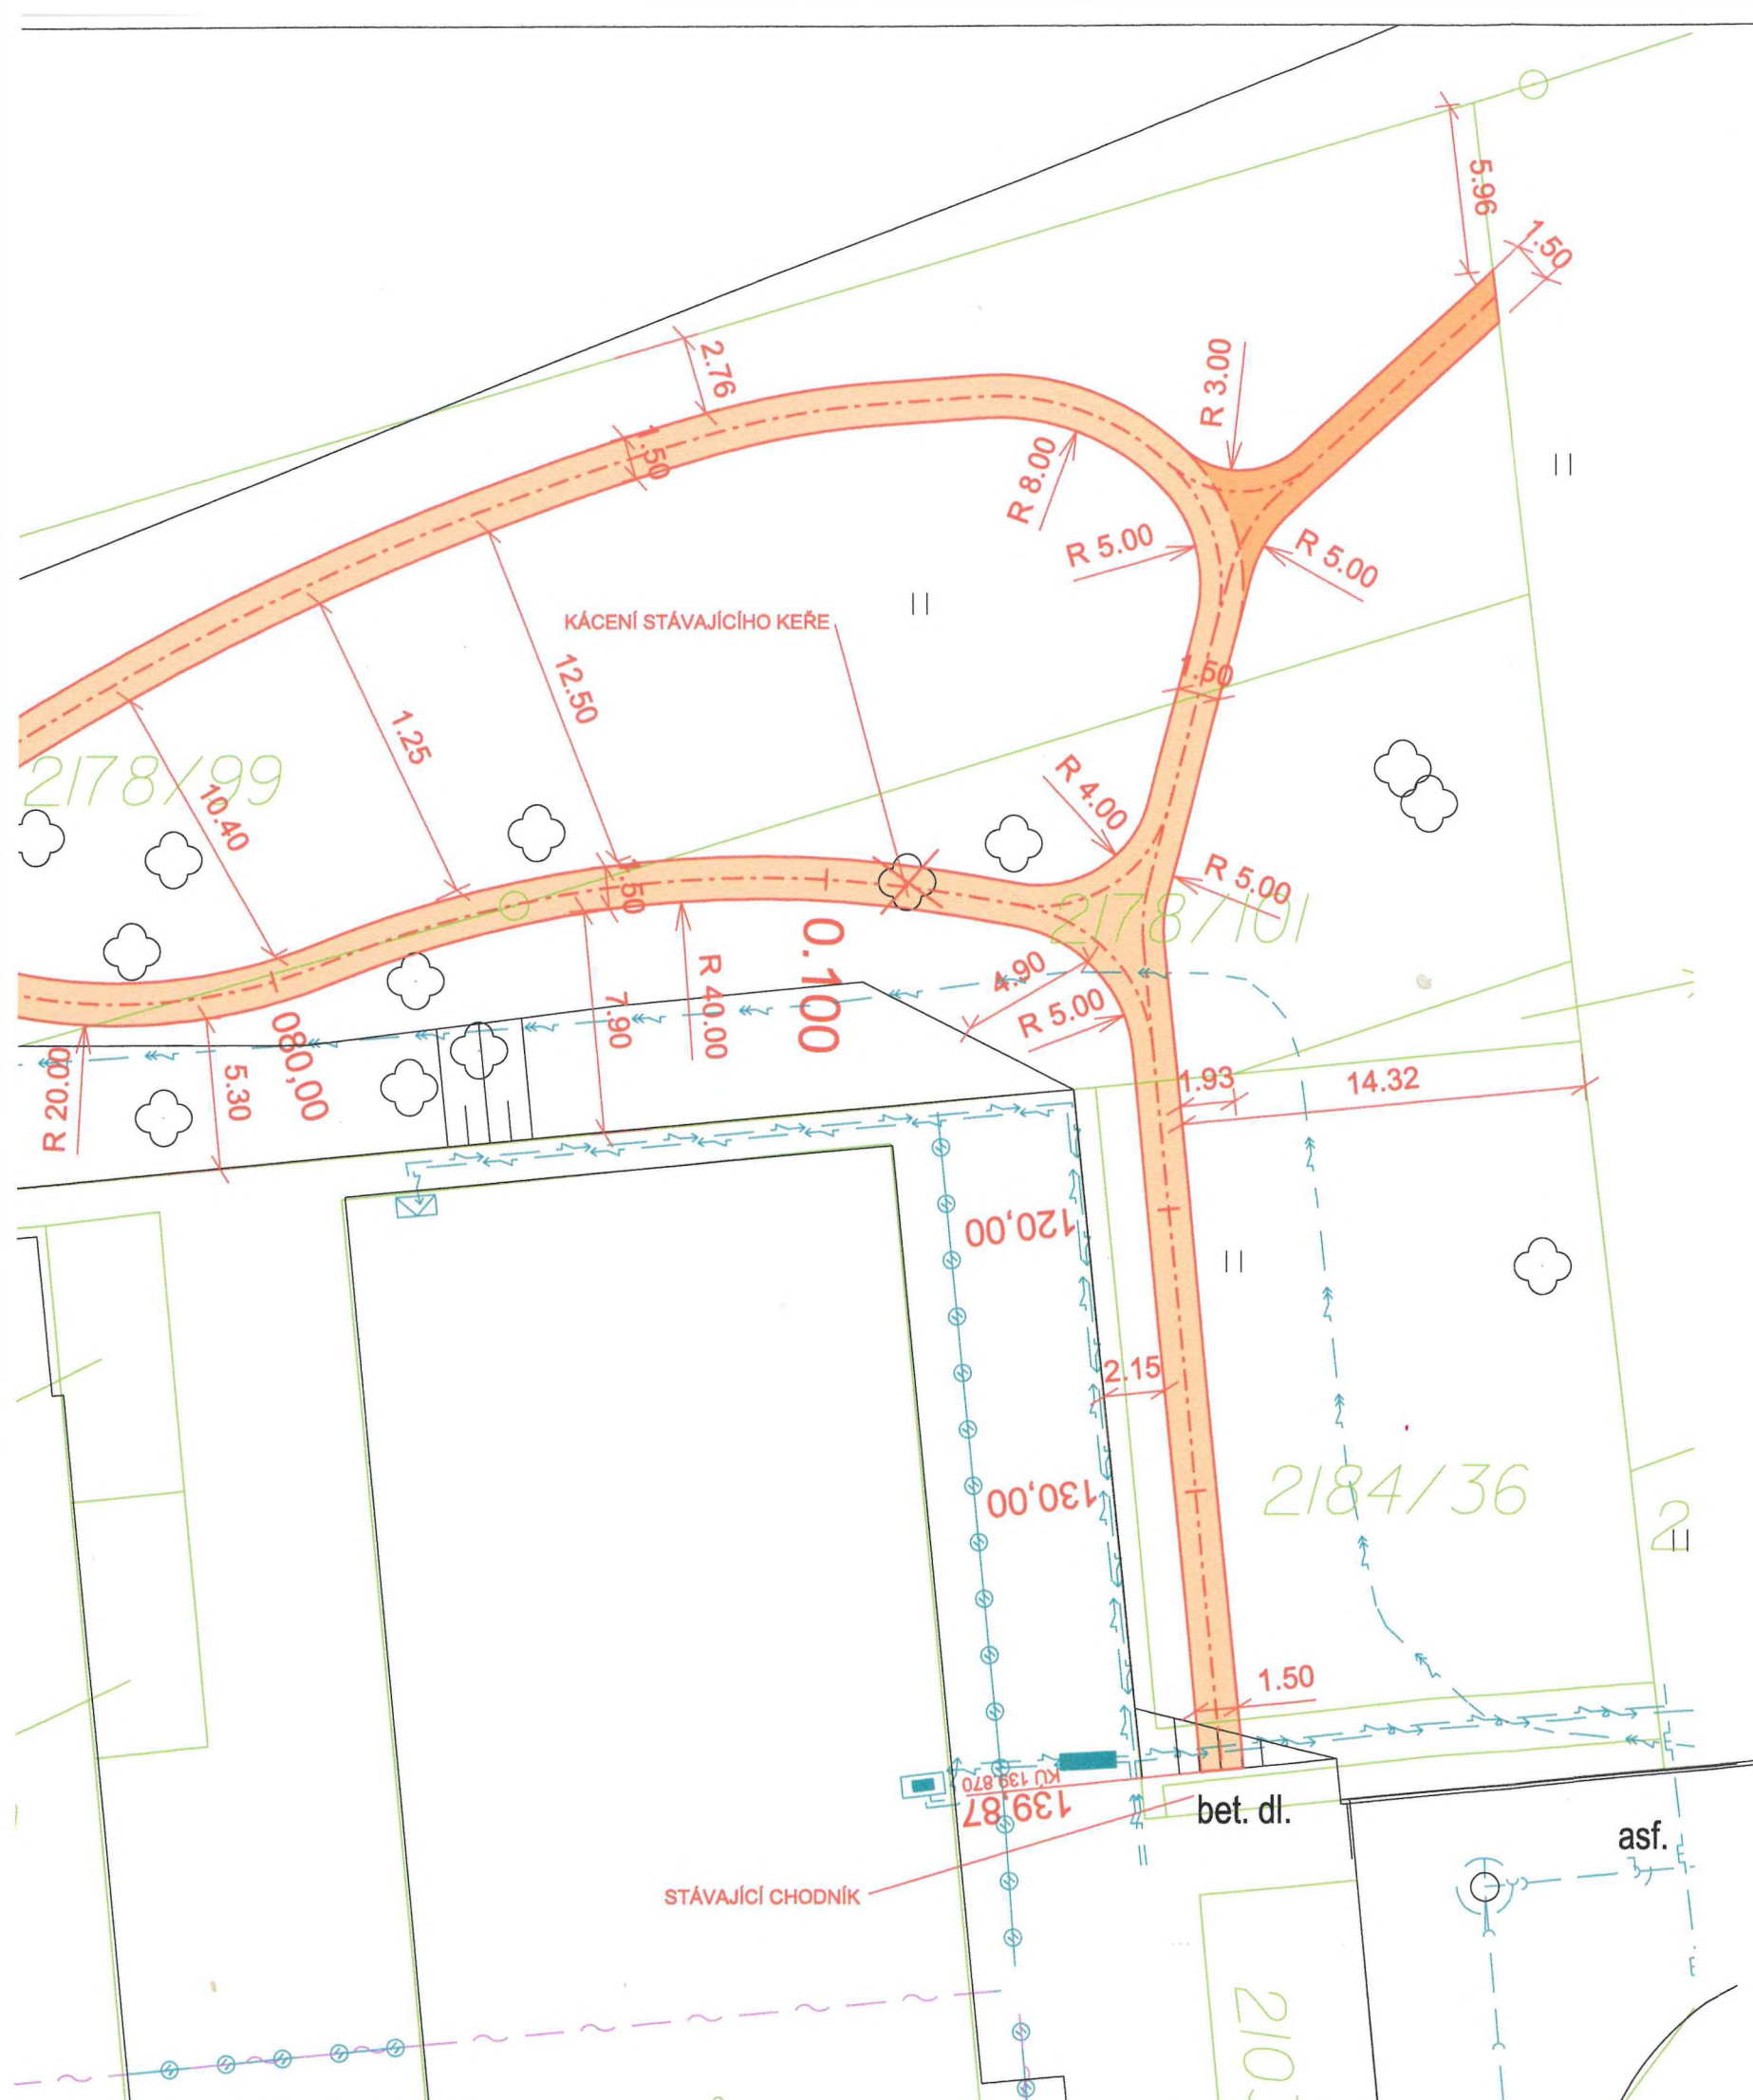 5.96
1.50
2.76
R 3.00
1.50
R 8.00
R 5.00
R 5.00
KÁCENÍ STÁVAJÍCÍHO KEŘE
12.50
1.50
1.25
2178/99
10.40
R 4.00
R 5.00
1.50
2178/101
0.100
4.90
R 5.00
R 40.00
7.90
080,00
R 20.00
5.30
1.93
14.32
120,00
2.15
130,00
2184/36
2
1.50
KÚ 139.870
139,87
bet. dl.
asf.
STÁVAJÍCÍ CHODNÍK